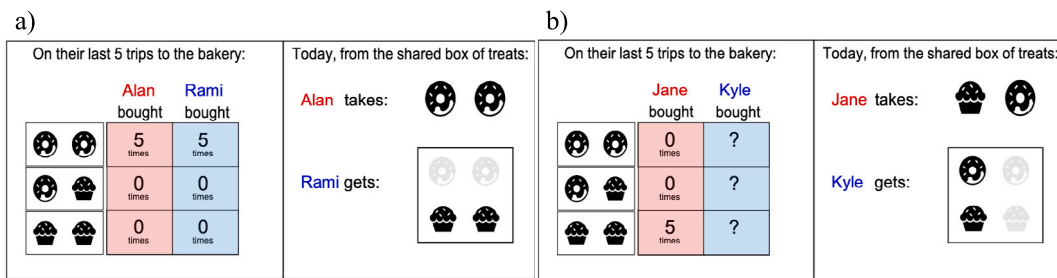 a)
On their last 5 trips to the bakery:
Alan bought
Rami bought
5 times
5 times
0 times
0 times
0 times
0 times
Today, from the shared box of treats:
Alan takes:
Rami gets:
b)
On their last 5 trips to the bakery:
Jane bought
Kyle bought
0 times
?
0 times
?
5 times
?
Today, from the shared box of treats:
Jane takes:
Kyle gets: